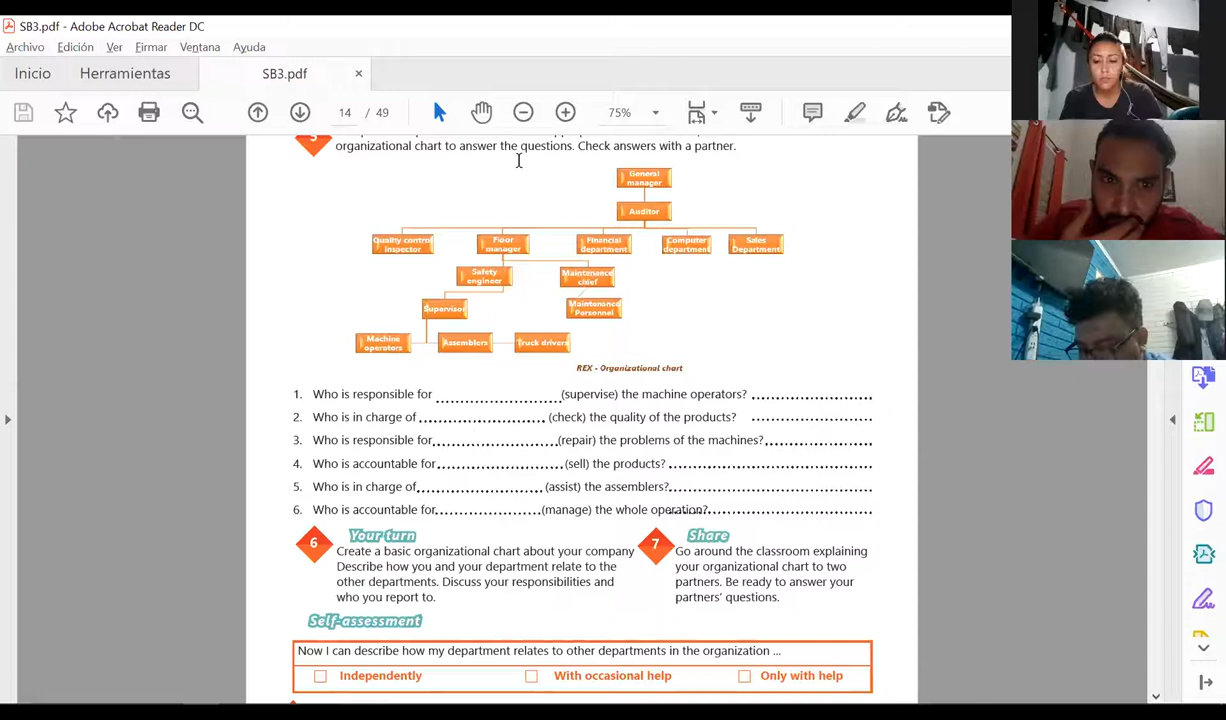 SB3.pdf - Adobe Acrobat Reader DC
Archivo Edición Ver Firmar Ventana Ayuda
Inicio Herramientas SB3.pdf ×
14 / 49 75%
organizational chart to answer the questions. Check answers with a partner.
General manager
Auditor
Quality control inspector
Floor manager
Financial department
Computer department
Sales Department
Safety engineer
Maintenance chief
Supervisor
Maintenance Personnel
Machine operators
Assemblers
Truck drivers
REX - Organizational chart
1. Who is responsible for ........................ (supervise) the machine operators? ........................
2. Who is in charge of ........................ (check) the quality of the products? ........................
3. Who is responsible for ........................ (repair) the problems of the machines? ........................
4. Who is accountable for ........................ (sell) the products? ........................
5. Who is in charge of ........................ (assist) the assemblers? ........................
6. Who is accountable for ........................ (manage) the whole operation? ........................
6 Your turn
Create a basic organizational chart about your company
Describe how you and your department relate to the
other departments. Discuss your responsibilities and
who you report to.
7 Share
Go around the classroom explaining
your organizational chart to two
partners. Be ready to answer your
partners' questions.
Self-assessment
Now I can describe how my department relates to other departments in the organization ...
Independently With occasional help Only with help